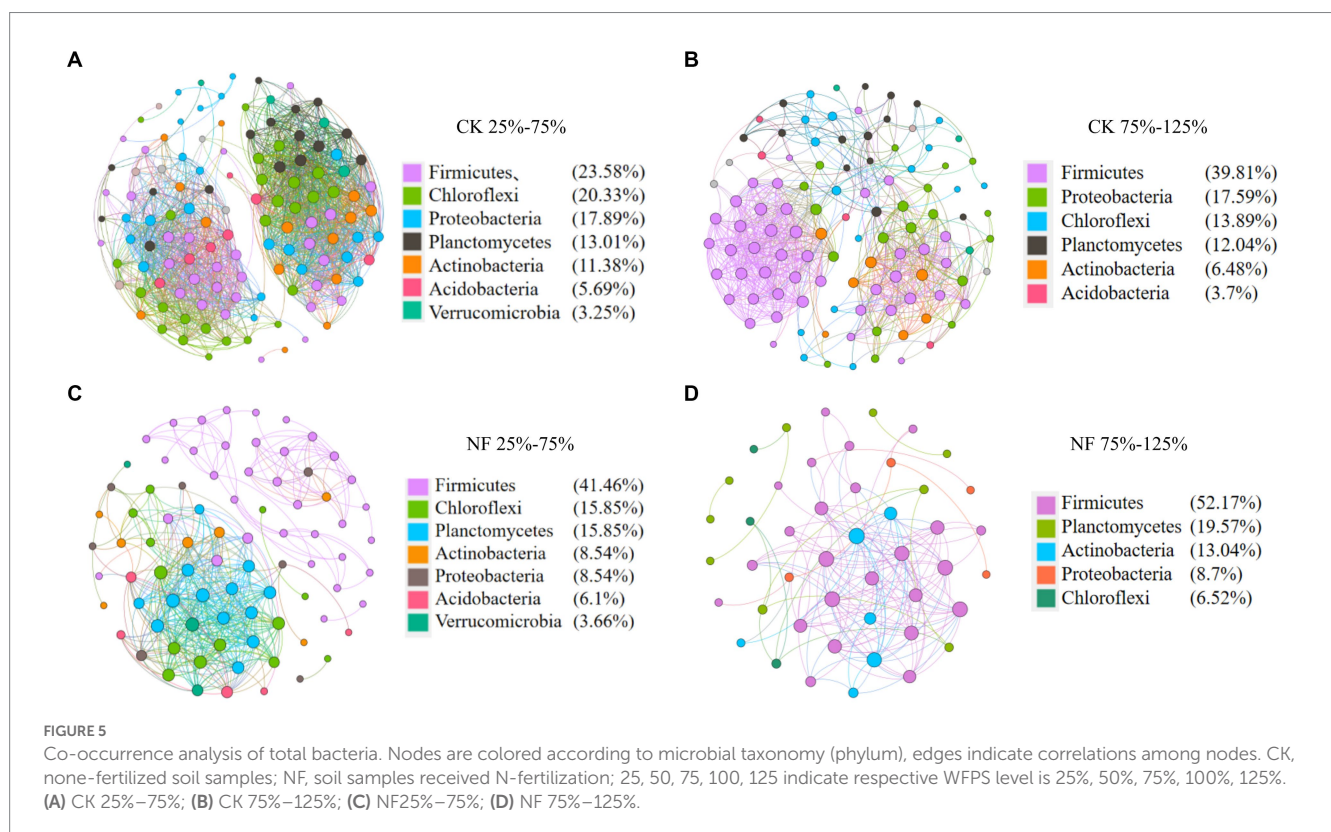 A
CK 25%-75%
Firmicutes、 (23.58%)
Chloroflexi (20.33%)
Proteobacteria (17.89%)
Planctomycetes (13.01%)
Actinobacteria (11.38%)
Acidobacteria (5.69%)
Verrucomicrobia (3.25%)
B
CK 75%-125%
Firmicutes (39.81%)
Proteobacteria (17.59%)
Chloroflexi (13.89%)
Planctomycetes (12.04%)
Actinobacteria (6.48%)
Acidobacteria (3.7%)
C
NF 25%-75%
Firmicutes (41.46%)
Chloroflexi (15.85%)
Planctomycetes (15.85%)
Actinobacteria (8.54%)
Proteobacteria (8.54%)
Acidobacteria (6.1%)
Verrucomicrobia (3.66%)
D
NF 75%-125%
Firmicutes (52.17%)
Planctomycetes (19.57%)
Actinobacteria (13.04%)
Proteobacteria (8.7%)
Chloroflexi (6.52%)
FIGURE 5
Co-occurrence analysis of total bacteria. Nodes are colored according to microbial taxonomy (phylum), edges indicate correlations among nodes. CK,
none-fertilized soil samples; NF, soil samples received N-fertilization; 25, 50, 75, 100, 125 indicate respective WFPS level is 25%, 50%, 75%, 100%, 125%.
(A) CK 25%–75%; (B) CK 75%–125%; (C) NF25%–75%; (D) NF 75%–125%.